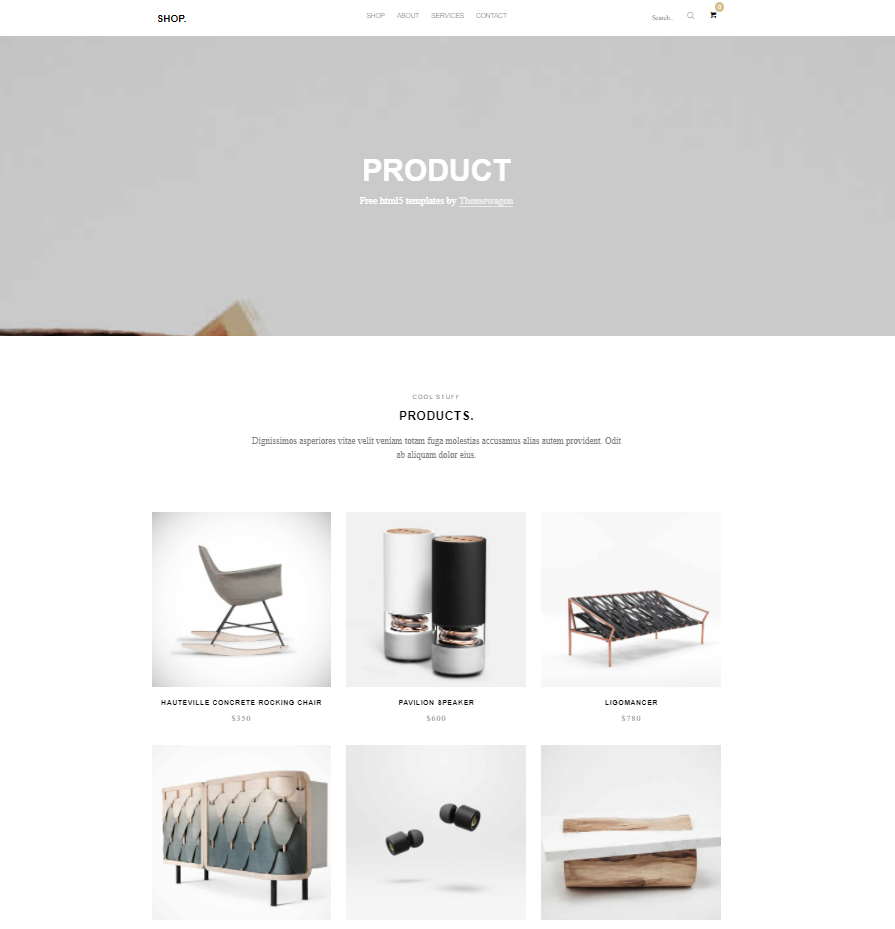 SHOP.
SHOP ABOUT SERVICES CONTACT
Search..
0
PRODUCT
Free html5 templates by Themewagon
COOL STUFF
PRODUCTS.
Dignissimos asperiores vitae velit veniam totam fuga molestias accusamus alias autem provident. Odit
ab aliquam dolor eius.
HAUTEVILLE CONCRETE ROCKING CHAIR
$350
PAVILION SPEAKER
$600
LIGOMANCER
$780